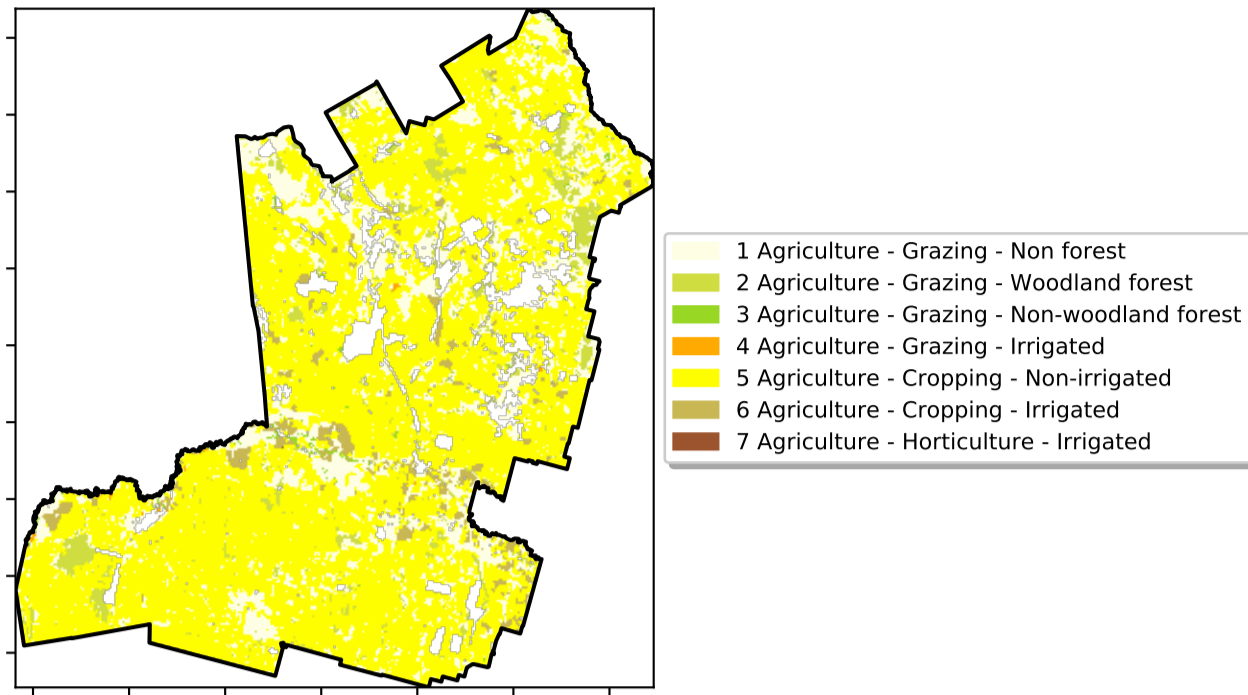 1 Agriculture - Grazing - Non forest
2 Agriculture - Grazing - Woodland forest
3 Agriculture - Grazing - Non-woodland forest
4 Agriculture - Grazing - Irrigated
5 Agriculture - Cropping - Non-irrigated
6 Agriculture - Cropping - Irrigated
7 Agriculture - Horticulture - Irrigated